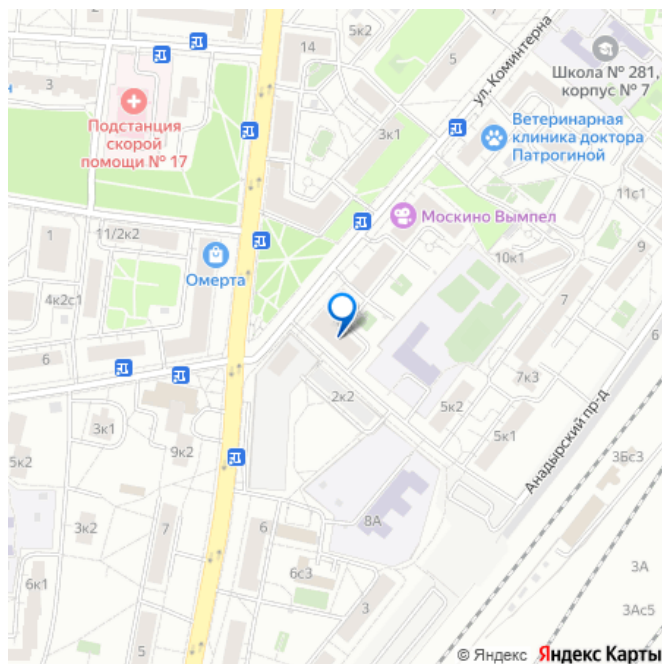 5к2
14
5
ул. Коминтерна
Школа № 281,
корпус № 7
3
н
Подстанция
скорой
помощи № 17
3к1
Ветеринарная
клиника доктора
Патрогиной
11с1
Москино Вымпел
1
11/2к2
Омерта
10к1
9
4к2с1
7
6
6
2к2
7к3
5к2
5к1
Анадырский пр-д
3к1
9к2
5к2
3Бс3
8А
3к2
7
6
6с3
3А
6к1
3
3Ас5
5
© Яндекс Яндекс Карты